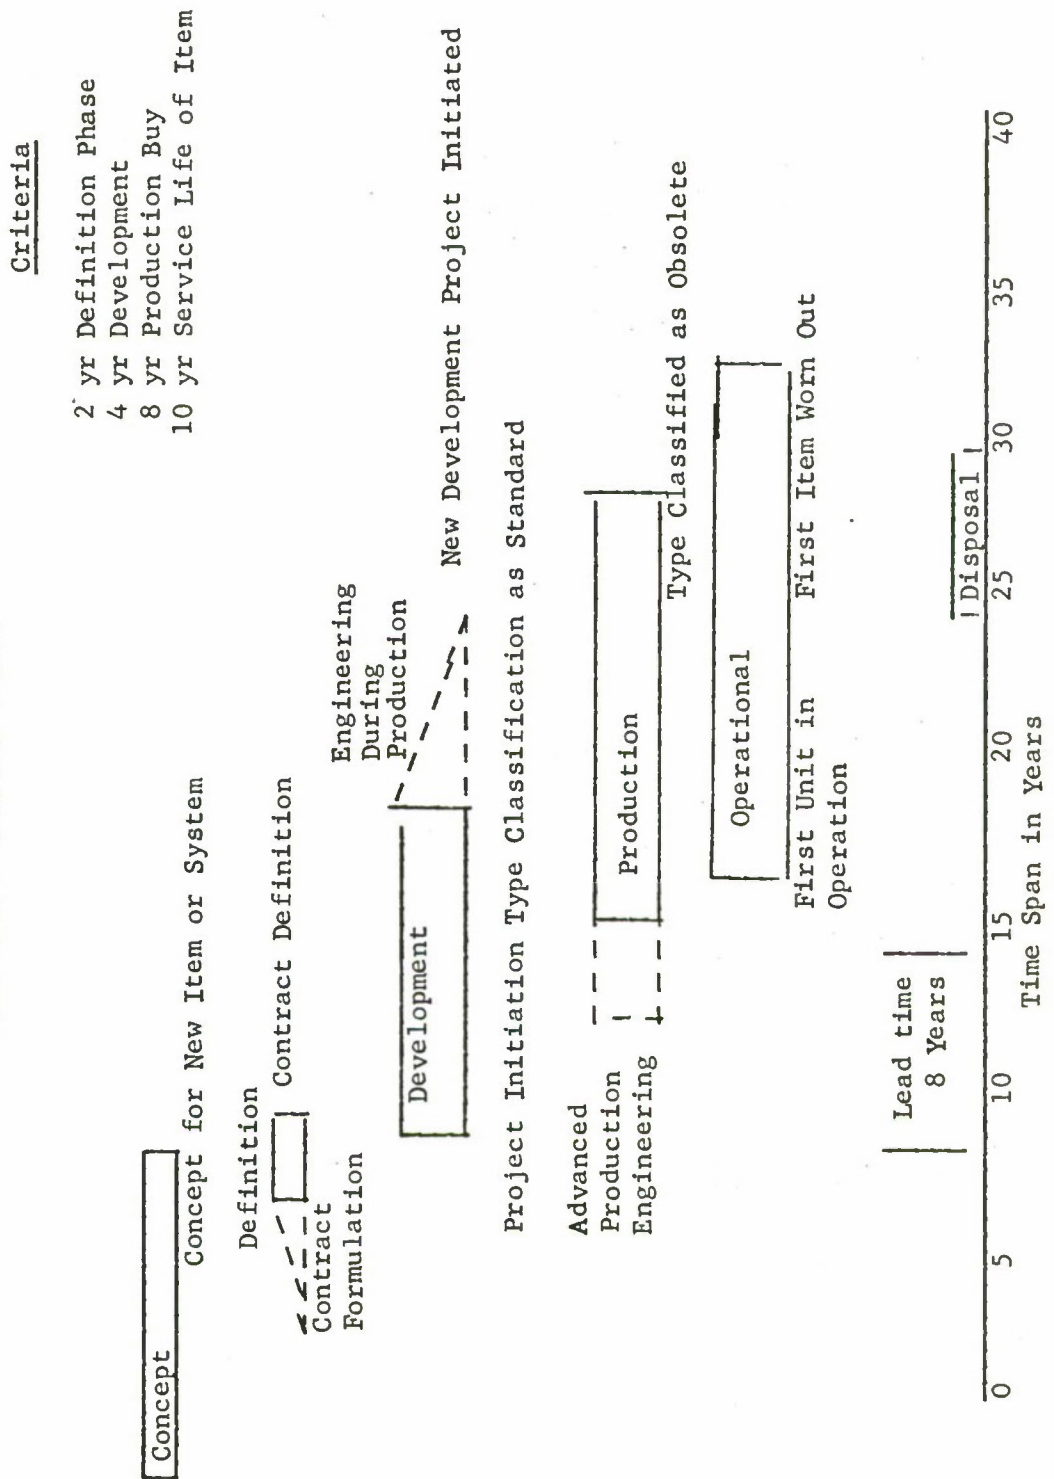 Criteria
2 yr Definition Phase
4 yr Development
8 yr Production Buy
10 yr Service Life of Item
Concept
Concept for New Item or System
Definition
Contract Definition
Contract
Formulation
Engineering
During
Production
Development
New Development Project Initiated
Project Initiation Type Classification as Standard
Advanced
Production
Engineering
Production
Type Classified as Obsolete
Operational
First Unit in
Operation
First Item Worn Out
Lead time
8 Years
Disposal
0 5 10 15 20 25 30 35 40
Time Span in Years